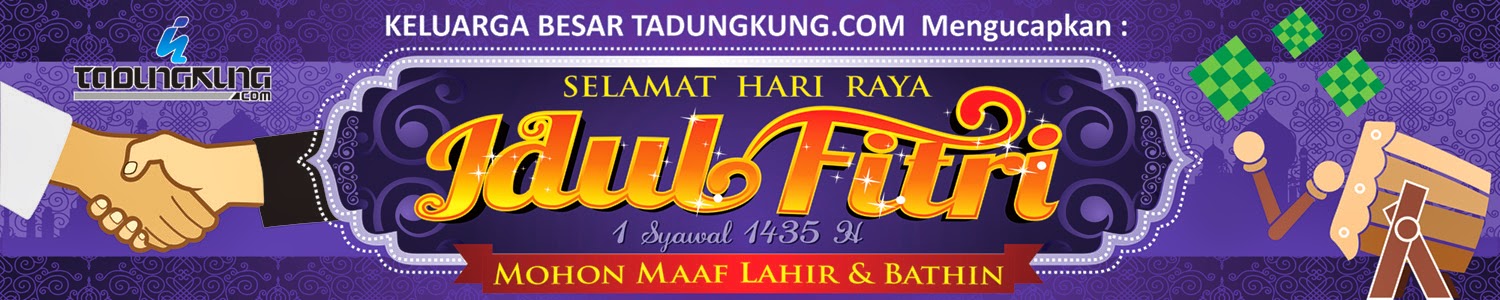 KELUARGA BESAR TADUNGKUNG.COM Mengucapkan :
TADUNGKUNG
.COM
SELAMAT HARI RAYA
Idul Fitri
1 Syawal 1435 H
MOHON MAAF LAHIR & BATHIN